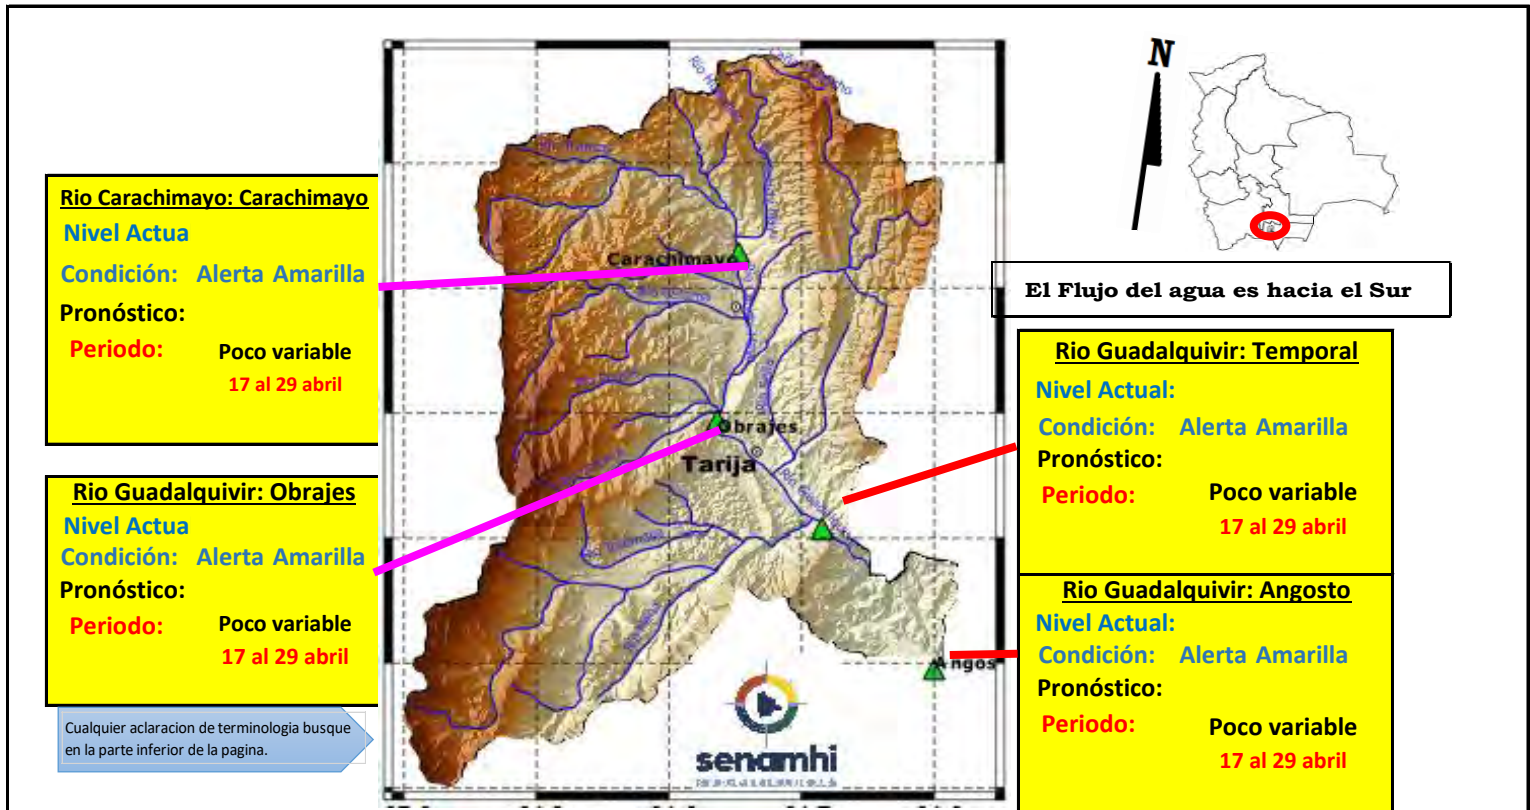 N
El Flujo del agua es hacia el Sur
Rio Carachimayo: Carachimayo
Nivel Actua
Condición: Alerta Amarilla
Pronóstico:
Periodo: Poco variable
17 al 29 abril
Rio Guadalquivir: Obrajes
Nivel Actua
Condición: Alerta Amarilla
Pronóstico:
Periodo: Poco variable
17 al 29 abril
Cualquier aclaracion de terminologia busque
en la parte inferior de la pagina.
Carachimayo
Obrajes
Tarija
Angos
senamhi
Rio Guadalquivir: Temporal
Nivel Actual:
Condición: Alerta Amarilla
Pronóstico:
Periodo: Poco variable
17 al 29 abril
Rio Guadalquivir: Angosto
Nivel Actual:
Condición: Alerta Amarilla
Pronóstico:
Periodo: Poco variable
17 al 29 abril